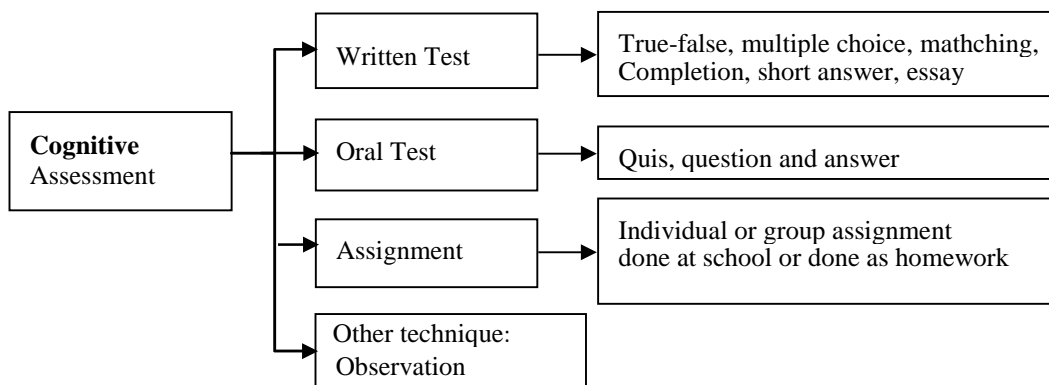 Cognitive
Assessment
Written Test
True-false, multiple choice, mathching,
Completion, short answer, essay
Oral Test
Quis, question and answer
Assignment
Individual or group assignment
done at school or done as homework
Other technique:
Observation